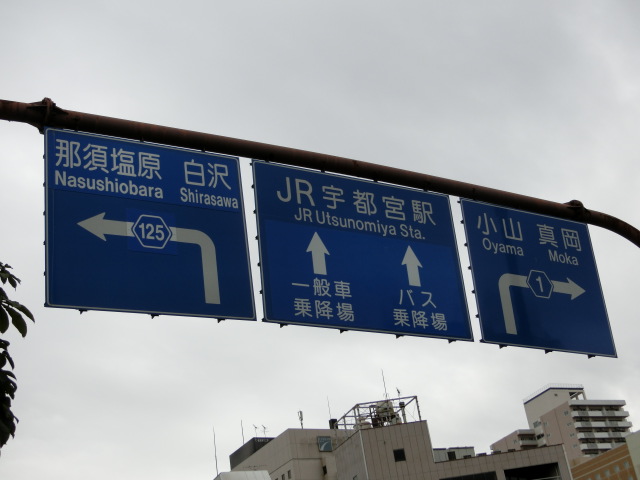 那須塩原 白沢
Nasushiobara Shirasawa
125
JR宇都宮駅
JR Utsunomiya Sta.
一般車
乗降場
バス
乗降場
小山 真岡
Oyama Moka
1